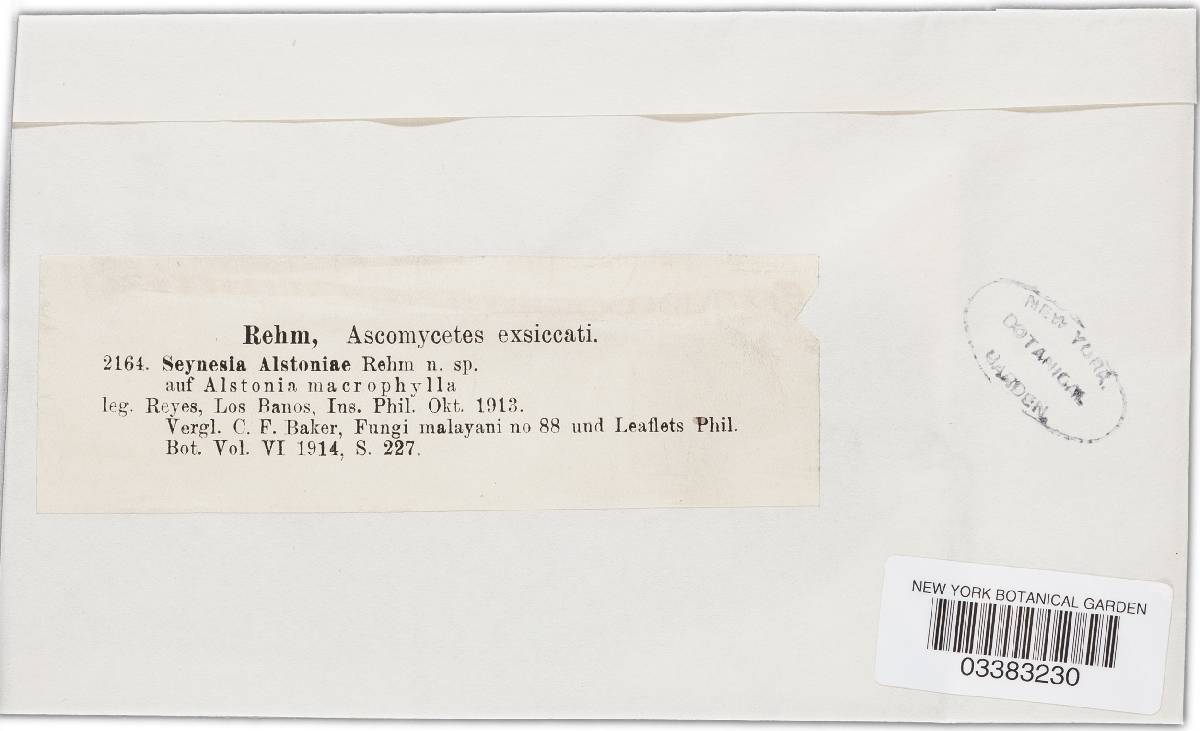 Rehm, Ascomycetes exsiccati.
2164. Seynesia Alstoniae Rehm n. sp.
auf Alstonia macrophylla
leg. Reyes, Los Banos, Ins. Phil. Okt. 1913.
Vergl. C. F. Baker, Fungi malayani no 88 und Leaflets Phil.
Bot. Vol. VI 1914, S. 227.
NEW YORK
BOTANICAL
GARDEN
NEW YORK BOTANICAL GARDEN
03383230